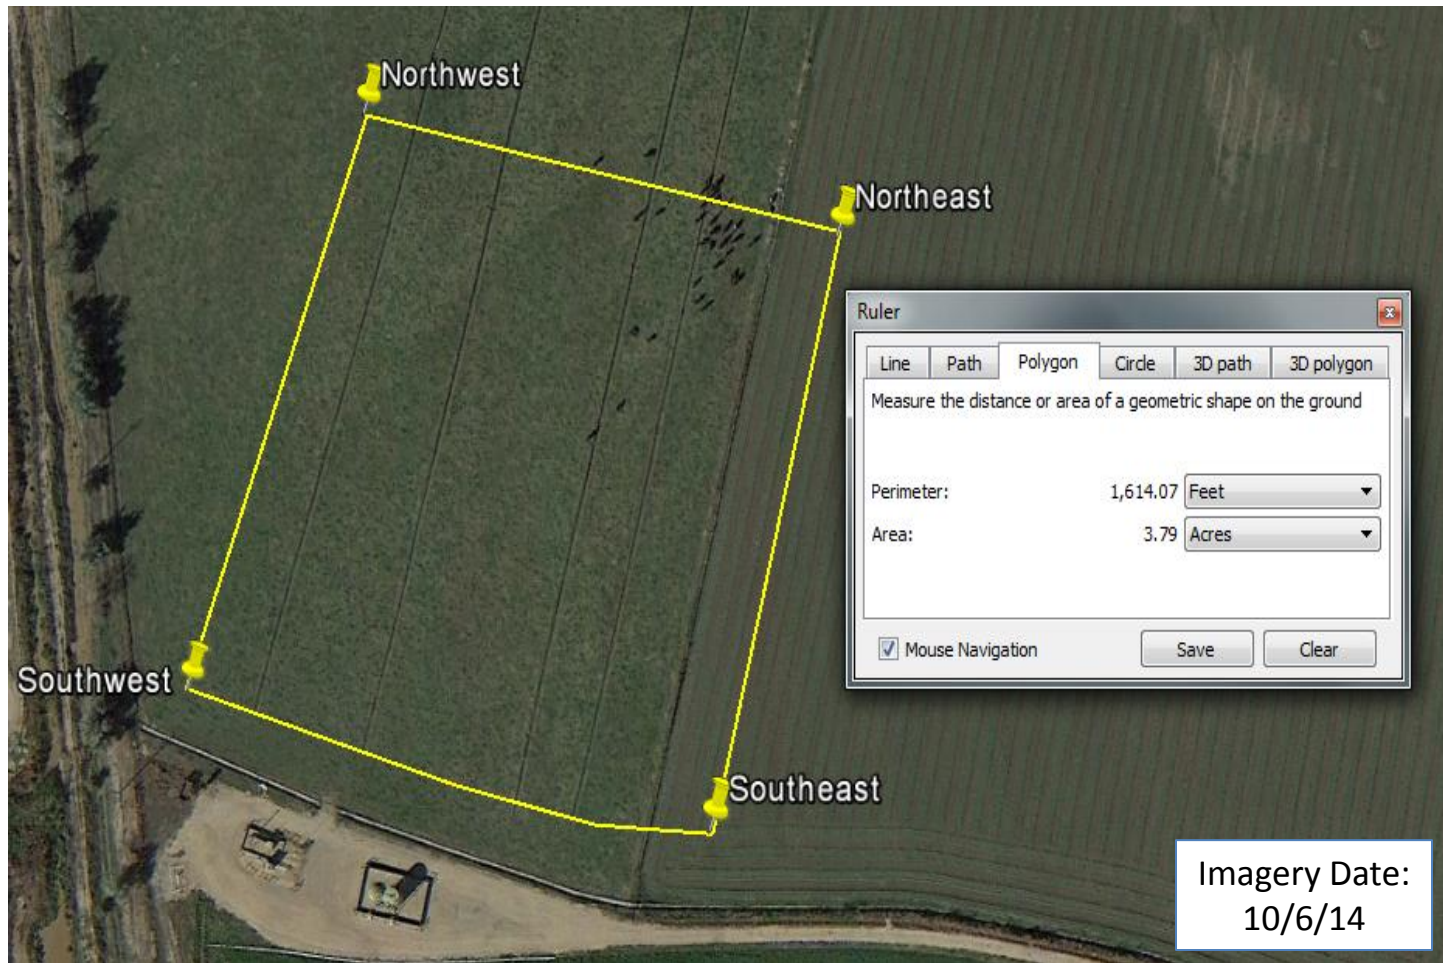 Northwest
Northeast
Ruler
Line Path Polygon Circle 3D path 3D polygon
Measure the distance or area of a geometric shape on the ground
Perimeter: 1,614.07 Feet
Area: 3.79 Acres
Mouse Navigation Save Clear
Southwest
Southeast
Imagery Date:
10/6/14